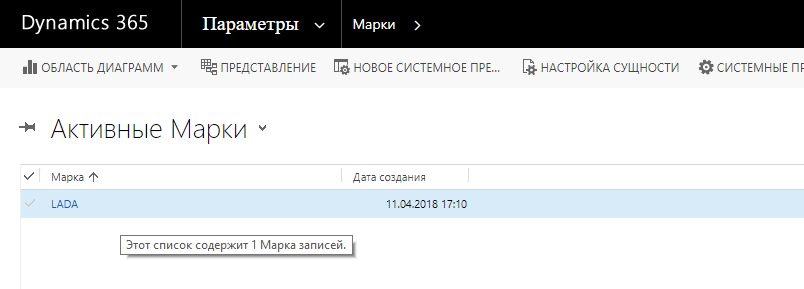 Dynamics 365 Параметры Марки
ОБЛАСТЬ ДИАГРАММ ПРЕДСТАВЛЕНИЕ НОВОЕ СИСТЕМНОЕ ПРЕ... НАСТРОЙКА СУЩНОСТИ СИСТЕМНЫЕ ПР
Активные Марки
Марка Дата создания
LADA 11.04.2018 17:10
Этот список содержит 1 Марка записей.